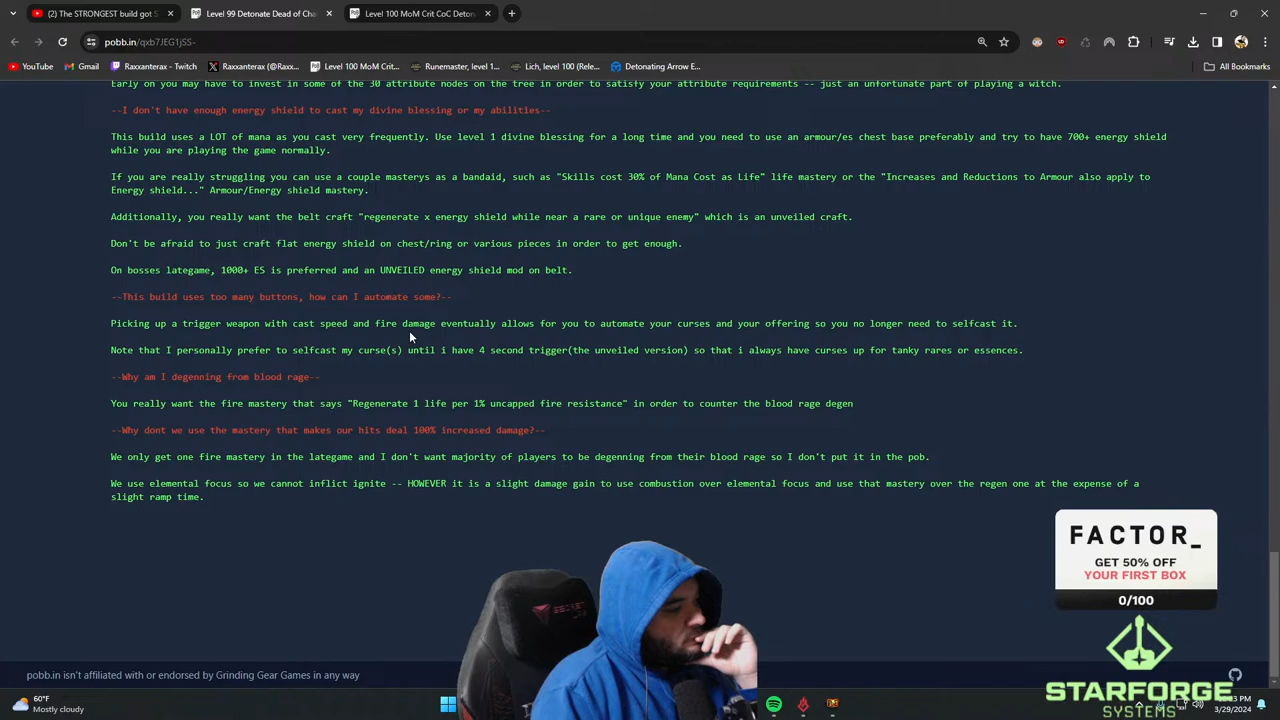 (2) The STRONGEST build got S
Level 99 Detonate Dead of Chas
Level 100 MoM Crit CoC Deton
pobb.in/qxb7JEG1jSS-
YouTube
Gmail
Raxxanterax - Twitch
Raxxanterax (@Rax...
Level 100 MoM Crit...
Runemaster, level 1...
Lich, level 100 (Rele...
Detonating Arrow E...
All Bookmarks
Early on you may have to invest in some of the 30 attribute nodes on the tree in order to satisfy your attribute requirements -- just an unfortunate part of playing a witch.
--I don't have enough energy shield to cast my divine blessing or my abilities--
This build uses a LOT of mana as you cast very frequently. Use level 1 divine blessing for a long time and you need to use an armour/es chest base preferably and try to have 700+ energy shield
while you are playing the game normally.
If you are really struggling you can use a couple masterys as a bandaid, such as "Skills cost 30% of Mana Cost as Life" life mastery or the "Increases and Reductions to Armour also apply to
Energy shield..." Armour/Energy shield mastery.
Additionally, you really want the belt craft "regenerate x energy shield while near a rare or unique enemy" which is an unveiled craft.
Don't be afraid to just craft flat energy shield on chest/ring or various pieces in order to get enough.
On bosses lategame, 1000+ ES is preferred and an UNVEILED energy shield mod on belt.
--This build uses too many buttons, how can I automate some?--
Picking up a trigger weapon with cast speed and fire damage eventually allows for you to automate your curses and your offering so you no longer need to selfcast it.
Note that I personally prefer to selfcast my curse(s) until i have 4 second trigger(the unveiled version) so that i always have curses up for tanky rares or essences.
--Why am I degenning from blood rage--
You really want the fire mastery that says "Regenerate 1 life per 1% uncapped fire resistance" in order to counter the blood rage degen
--Why dont we use the mastery that makes our hits deal 100% increased damage?--
We only get one fire mastery in the lategame and I don't want majority of players to be degenning from their blood rage so I don't put it in the pob.
We use elemental focus so we cannot inflict ignite -- HOWEVER it is a slight damage gain to use combustion over elemental focus and use that mastery over the regen one at the expense of a
slight ramp time.
FACTOR_
GET 50% OFF
YOUR FIRST BOX
0/100
pobb.in isn't affiliated with or endorsed by Grinding Gear Games in any way
STARFORGE
SYSTEMS
60°F
Mostly cloudy
3/29/2024